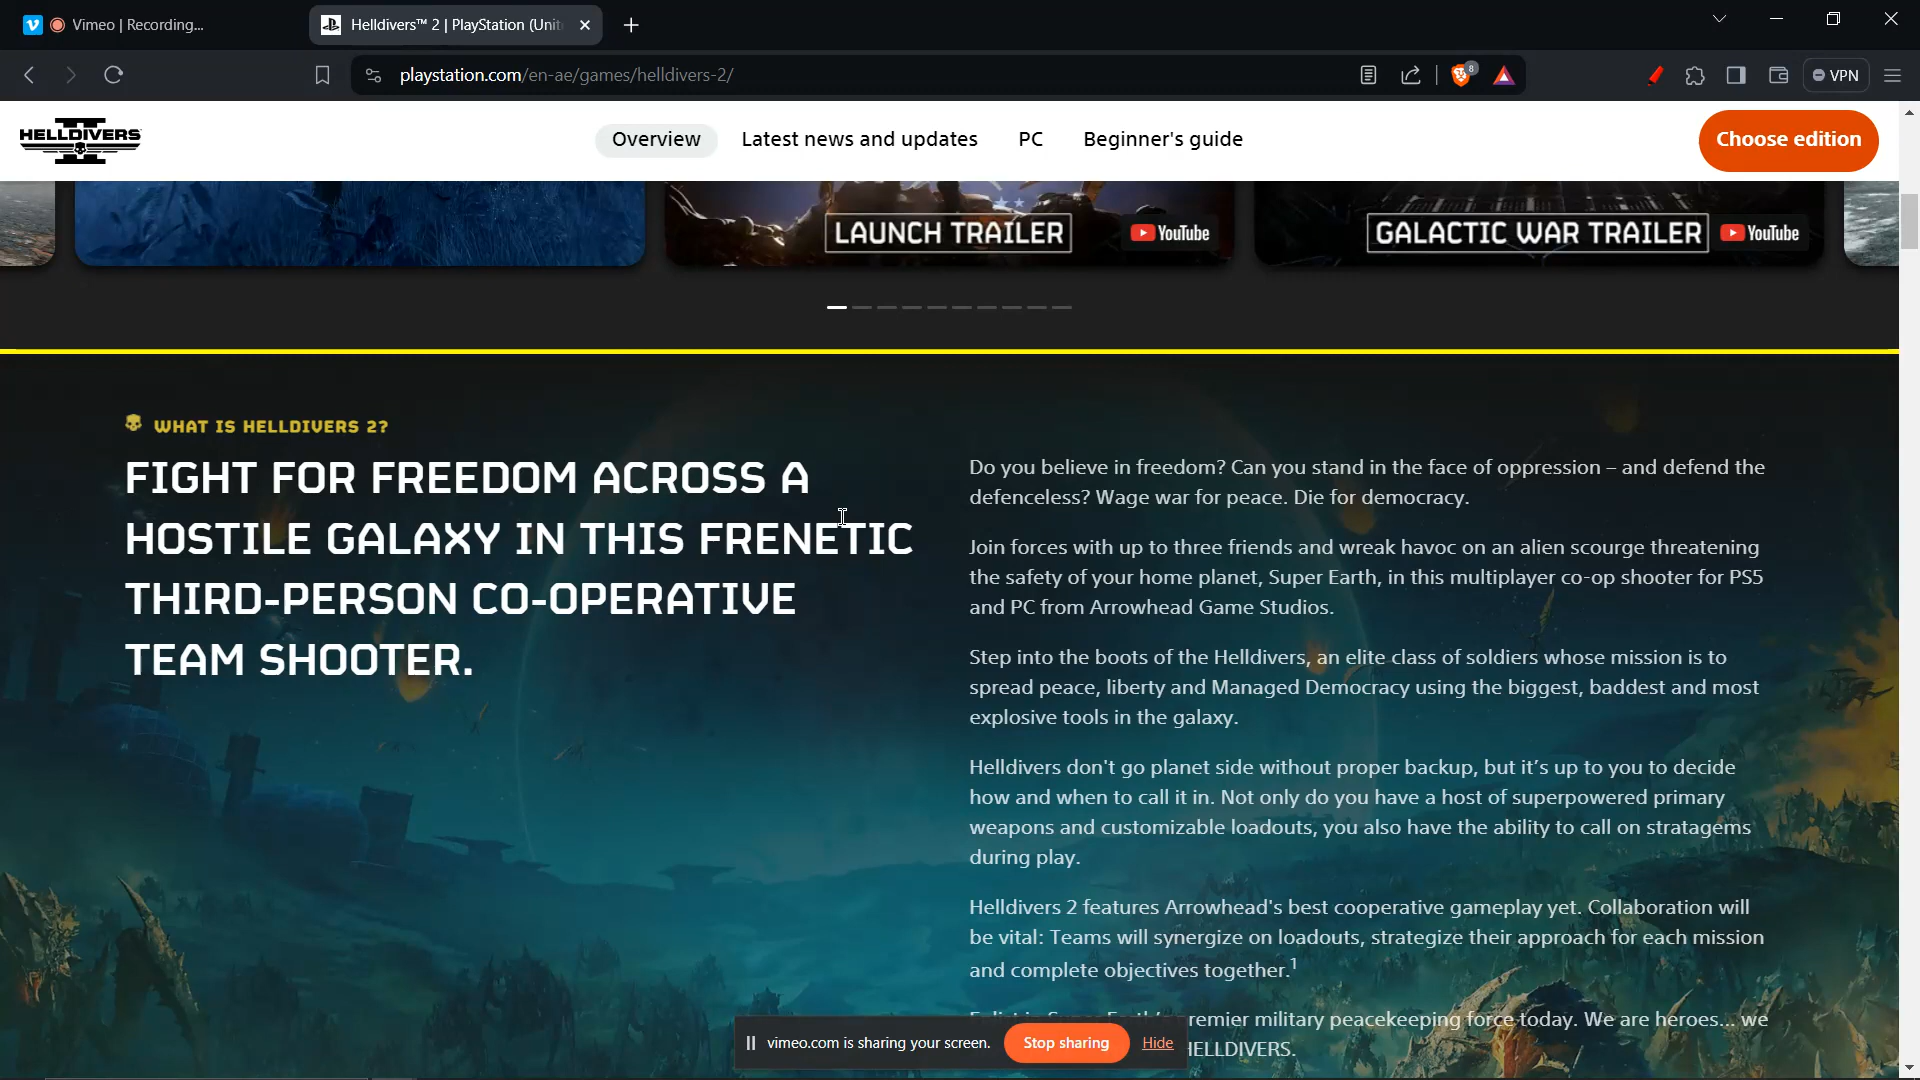 Vimeo | Recording...
Helldivers™ 2 | PlayStation (Unit
playstation.com/en-ae/games/helldivers-2/
8
VPN
HELLDIVERS
II
Overview
Latest news and updates
PC
Beginner's guide
Choose edition
LAUNCH TRAILER
YouTube
GALACTIC WAR TRAILER
YouTube
WHAT IS HELLDIVERS 2?
FIGHT FOR FREEDOM ACROSS A
HOSTILE GALAXY IN THIS FRENETIC
THIRD-PERSON CO-OPERATIVE
TEAM SHOOTER.
Do you believe in freedom? Can you stand in the face of oppression – and defend the
defenceless? Wage war for peace. Die for democracy.
Join forces with up to three friends and wreak havoc on an alien scourge threatening
the safety of your home planet, Super Earth, in this multiplayer co-op shooter for PS5
and PC from Arrowhead Game Studios.
Step into the boots of the Helldivers, an elite class of soldiers whose mission is to
spread peace, liberty and Managed Democracy using the biggest, baddest and most
explosive tools in the galaxy.
Helldivers don't go planet side without proper backup, but it’s up to you to decide
how and when to call it in. Not only do you have a host of superpowered primary
weapons and customizable loadouts, you also have the ability to call on stratagems
during play.
Helldivers 2 features Arrowhead's best cooperative gameplay yet. Collaboration will
be vital: Teams will synergize on loadouts, strategize their approach for each mission
and complete objectives together.1
remier military peacekeeping force today. We are heroes... we
HELLDIVERS.
vimeo.com is sharing your screen.
Stop sharing
Hide